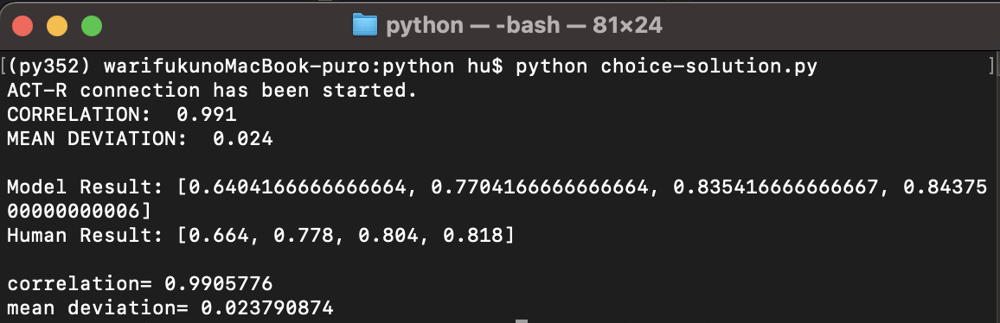 python — -bash — 81×24
[(py352) warifukunoMacBook-puro:python hu$ python choice-solution.py ]
ACT-R connection has been started.
CORRELATION:  0.991
MEAN DEVIATION:  0.024
Model Result: [0.6404166666666664, 0.7704166666666664, 0.835416666666667, 0.84375
00000000006]
Human Result: [0.664, 0.778, 0.804, 0.818]
correlation= 0.9905776
mean deviation= 0.023790874